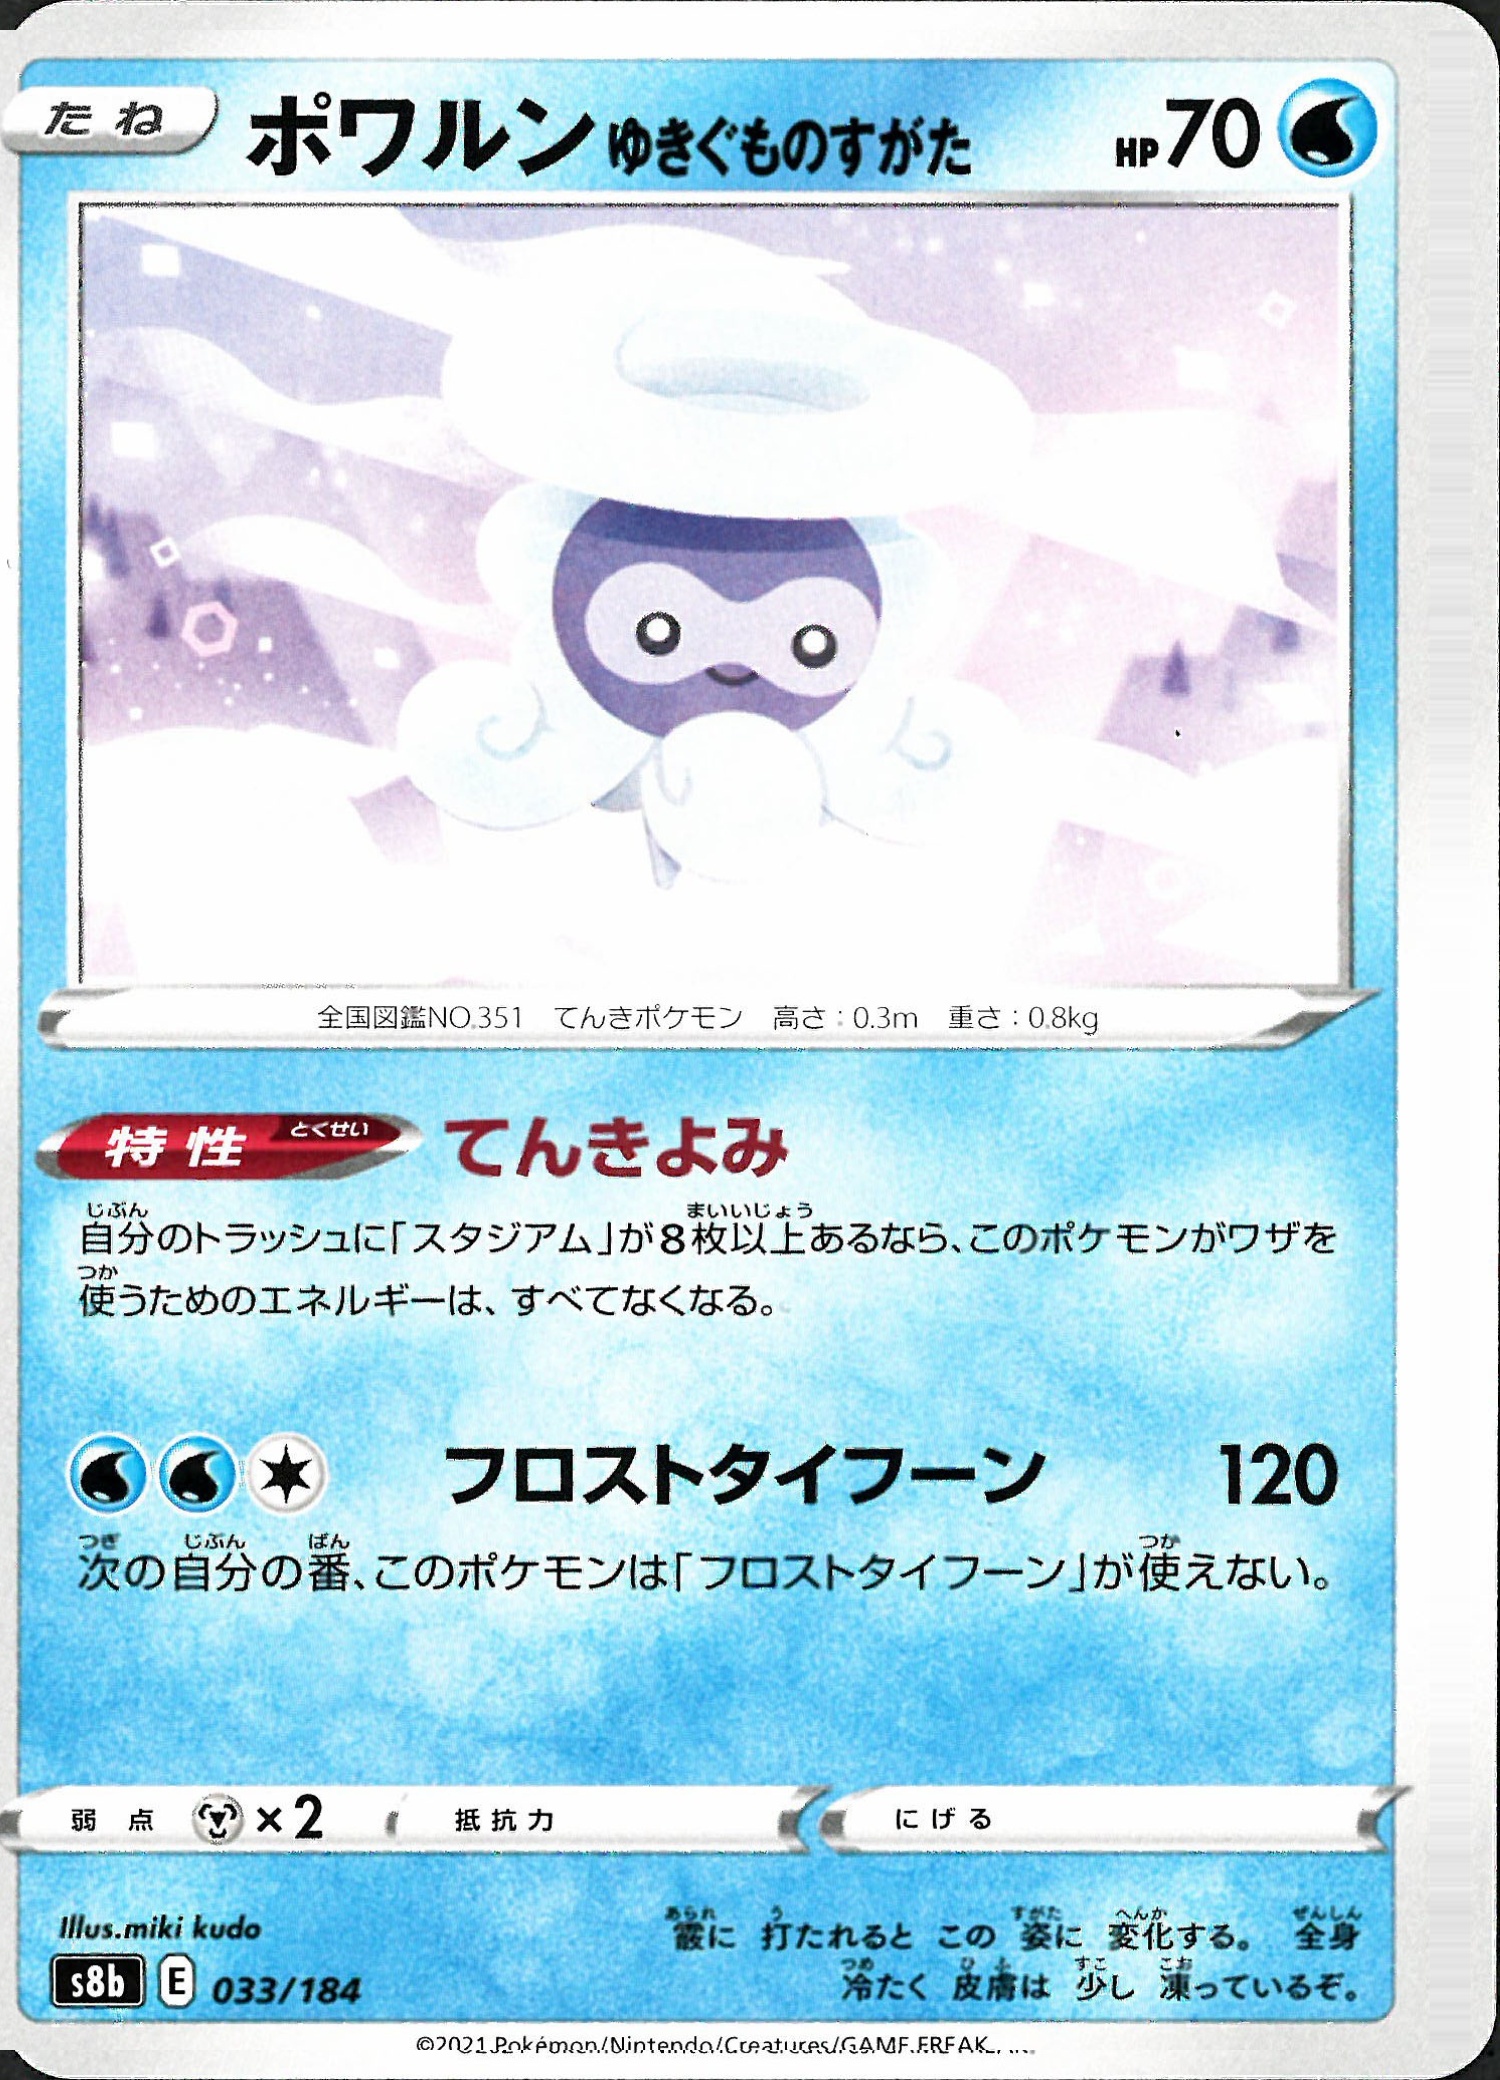 たね ポワルン ゆきぐものすがた HP70
全国図鑑NO.351 てんきポケモン 高さ:0.3m 重さ:0.8kg
特性 とくせい てんきよみ
じぶん まいいじょう
自分のトラッシュに「スタジアム」が8枚以上あるなら、このポケモンがワザを
つか
使うためのエネルギーは、すべてなくなる。
フロストタイフーン 120
つぎ じぶん ばん つか
次の自分の番、このポケモンは「フロストタイフーン」が使えない。
弱点 ×2 抵抗力 にげる
Illus.miki kudo
あられ う すがた へんか ぜんしん
霰に 打たれると この 姿に 変化する。 全身
つめ ひふ すこ こお
冷たく 皮膚は 少し 凍っているぞ。
s8b E 033/184
©2021 Pokémon/Nintendo/Creatures/GAME FREAK